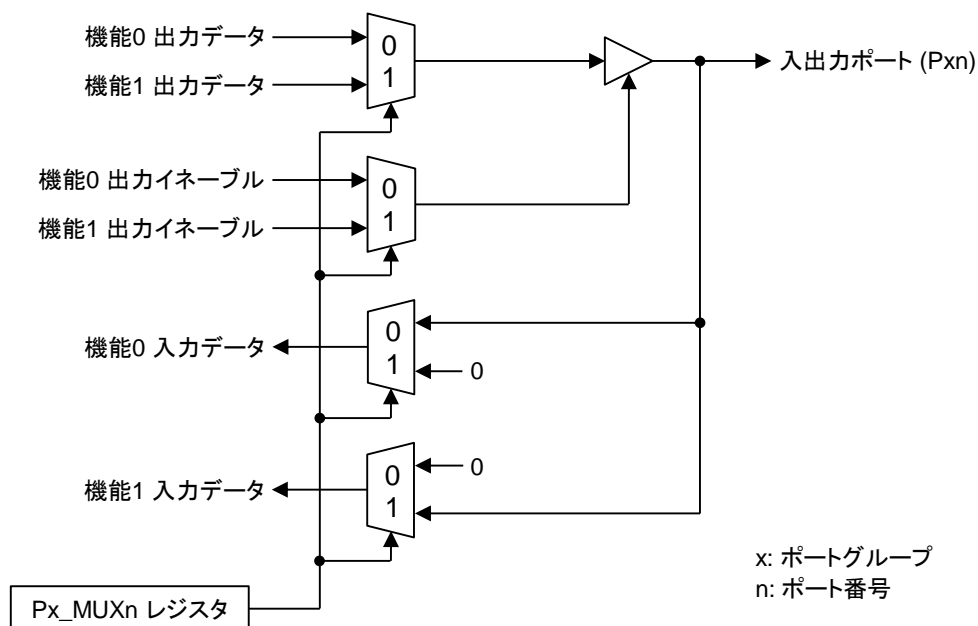 機能0 出力データ
機能1 出力データ
0
1
入出力ポート (Pxn)
機能0 出力イネーブル
機能1 出力イネーブル
0
1
機能0 入力データ
0
1
0
機能1 入力データ
0
1
0
x: ポートグループ
n: ポート番号
Px_MUXn レジスタ